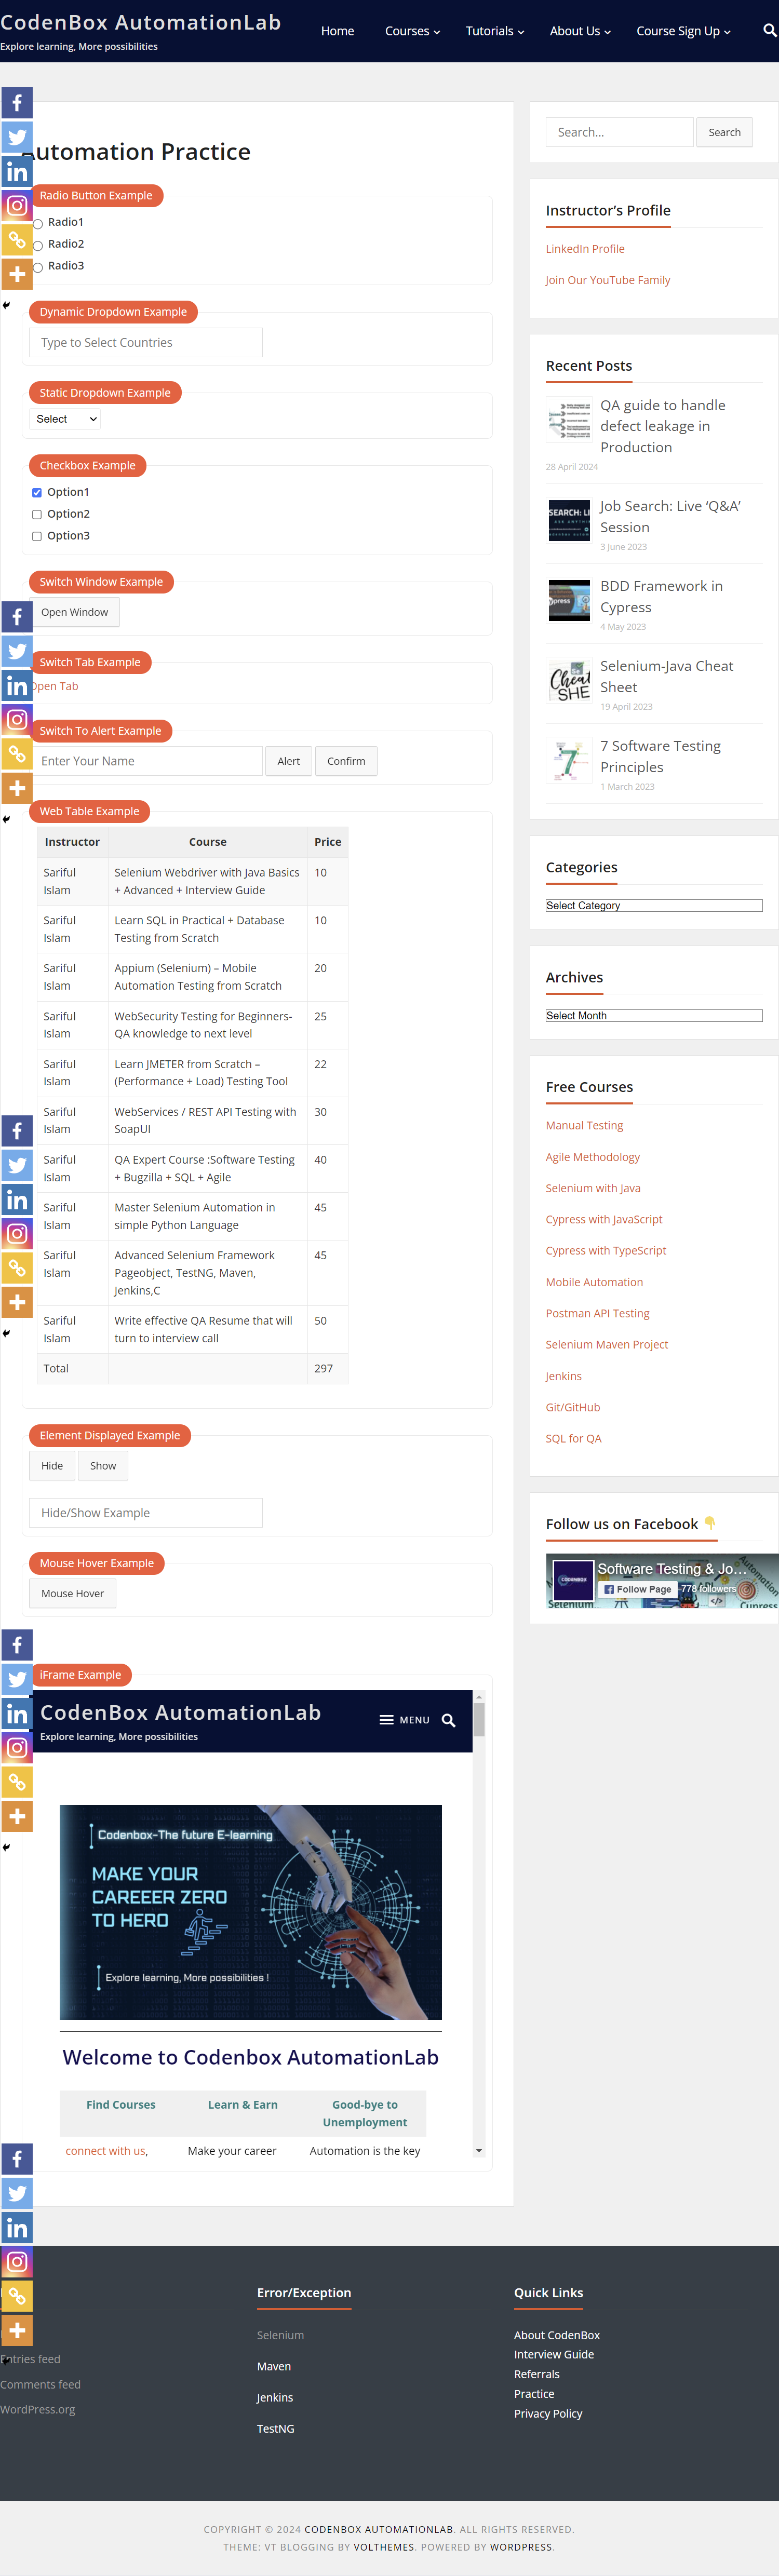 CodenBox AutomationLab
Explore learning, More possibilities
Home Courses Tutorials About Us Course Sign Up
Automation Practice
Radio Button Example
Radio1
Radio2
Radio3
Dynamic Dropdown Example
Type to Select Countries
Static Dropdown Example
Select
Checkbox Example
Option1
Option2
Option3
Switch Window Example
Open Window
Switch Tab Example
Open Tab
Switch To Alert Example
Enter Your Name Alert Confirm
Web Table Example
Instructor Course Price
Sariful Selenium Webdriver with Java Basics 10
Islam + Advanced + Interview Guide
Sariful Learn SQL in Practical + Database 10
Islam Testing from Scratch
Sariful Appium (Selenium) – Mobile 20
Islam Automation Testing from Scratch
Sariful WebSecurity Testing for Beginners- 25
Islam QA knowledge to next level
Sariful Learn JMETER from Scratch – 22
Islam (Performance + Load) Testing Tool
Sariful WebServices / REST API Testing with 30
Islam SoapUI
Sariful QA Expert Course :Software Testing 40
Islam + Bugzilla + SQL + Agile
Sariful Master Selenium Automation in 45
Islam simple Python Language
Sariful Advanced Selenium Framework 45
Islam Pageobject, TestNG, Maven,
Jenkins,C
Sariful Write effective QA Resume that will 50
Islam turn to interview call
Total 297
Element Displayed Example
Hide Show
Hide/Show Example
Mouse Hover Example
Mouse Hover
iFrame Example
CodenBox AutomationLab
Explore learning, More possibilities
MENU
Codenbox-The future E-learning
MAKE YOUR
CAREEER ZERO
TO HERO
Explore learning, More possibilities !
Welcome to Codenbox AutomationLab
Find Courses Learn & Earn Good-bye to
Unemployment
connect with us, Make your career Automation is the key
Search... Search
Instructor's Profile
LinkedIn Profile
Join Our YouTube Family
Recent Posts
QA guide to handle
defect leakage in
Production
28 April 2024
Job Search: Live ‘Q&A’
Session
3 June 2023
BDD Framework in
Cypress
4 May 2023
Selenium-Java Cheat
Sheet
19 April 2023
7 Software Testing
Principles
1 March 2023
Categories
Select Category
Archives
Select Month
Free Courses
Manual Testing
Agile Methodology
Selenium with Java
Cypress with JavaScript
Cypress with TypeScript
Mobile Automation
Postman API Testing
Selenium Maven Project
Jenkins
Git/GitHub
SQL for QA
Follow us on Facebook 👇
Software Testing & Jo...
Follow Page 778 followers
Entries feed
Comments feed
WordPress.org
Error/Exception
Selenium
Maven
Jenkins
TestNG
Quick Links
About CodenBox
Interview Guide
Referrals
Practice
Privacy Policy
COPYRIGHT © 2024 CODENBOX AUTOMATIONLAB. ALL RIGHTS RESERVED.
THEME: VT BLOGGING BY VOLTHEMES. POWERED BY WORDPRESS.